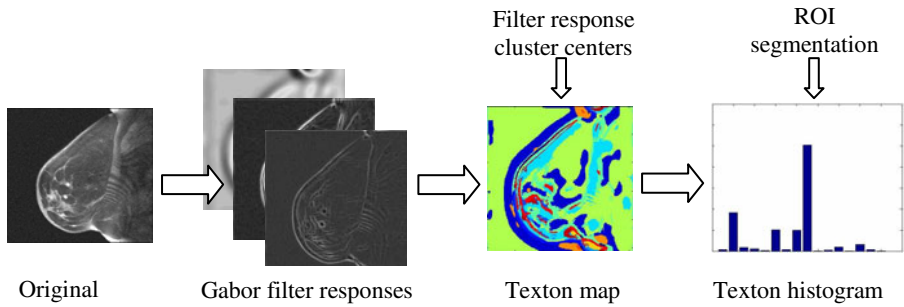 Filter response
cluster centers
ROI
segmentation
Original
Gabor filter responses
Texton map
Texton histogram